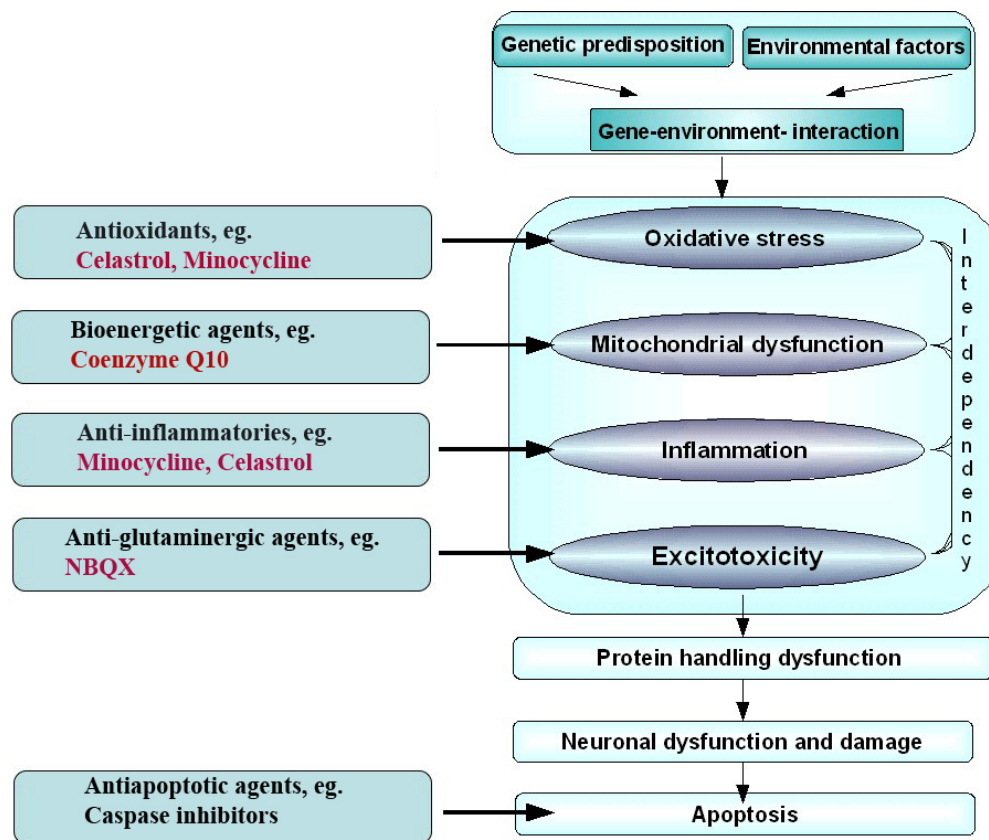 Genetic predisposition
Environmental factors
Gene-environment- interaction
Antioxidants, eg.
Celastrol, Minocycline
Oxidative stress
Bioenergetic agents, eg.
Coenzyme Q10
Mitochondrial dysfunction
Anti-inflammatories, eg.
Minocycline, Celastrol
Inflammation
Anti-glutaminergic agents, eg.
NBQX
Excitotoxicity
Interdependency
Protein handling dysfunction
Neuronal dysfunction and damage
Antiapoptotic agents, eg.
Caspase inhibitors
Apoptosis